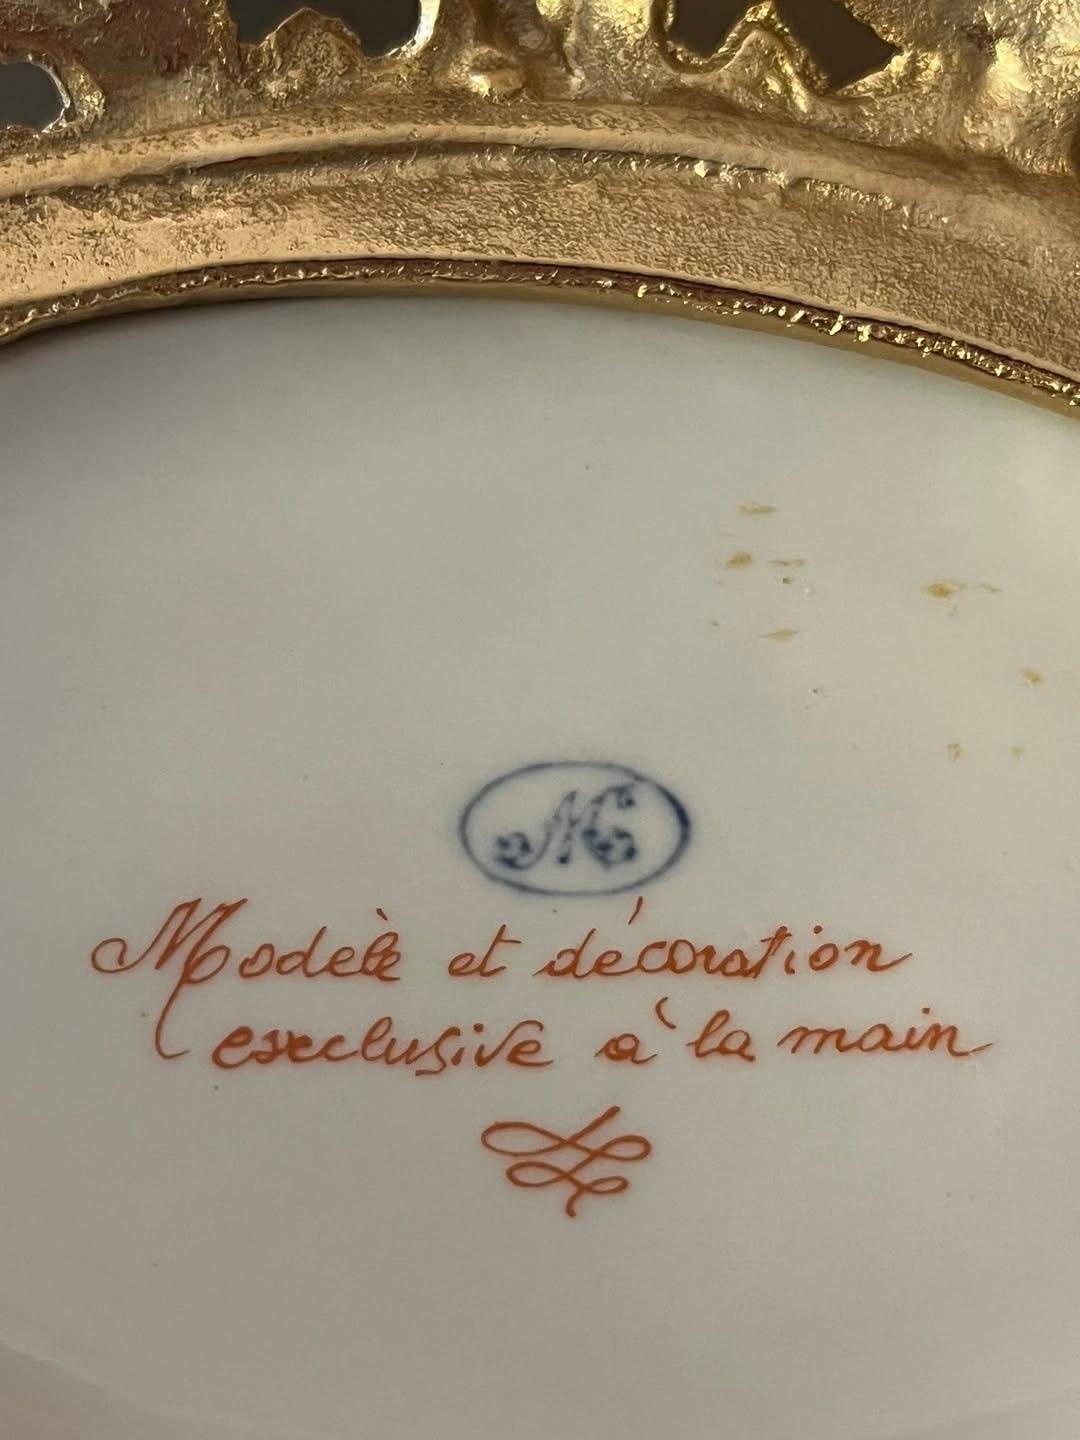 M
Modèle et décoration
exclusive à la main